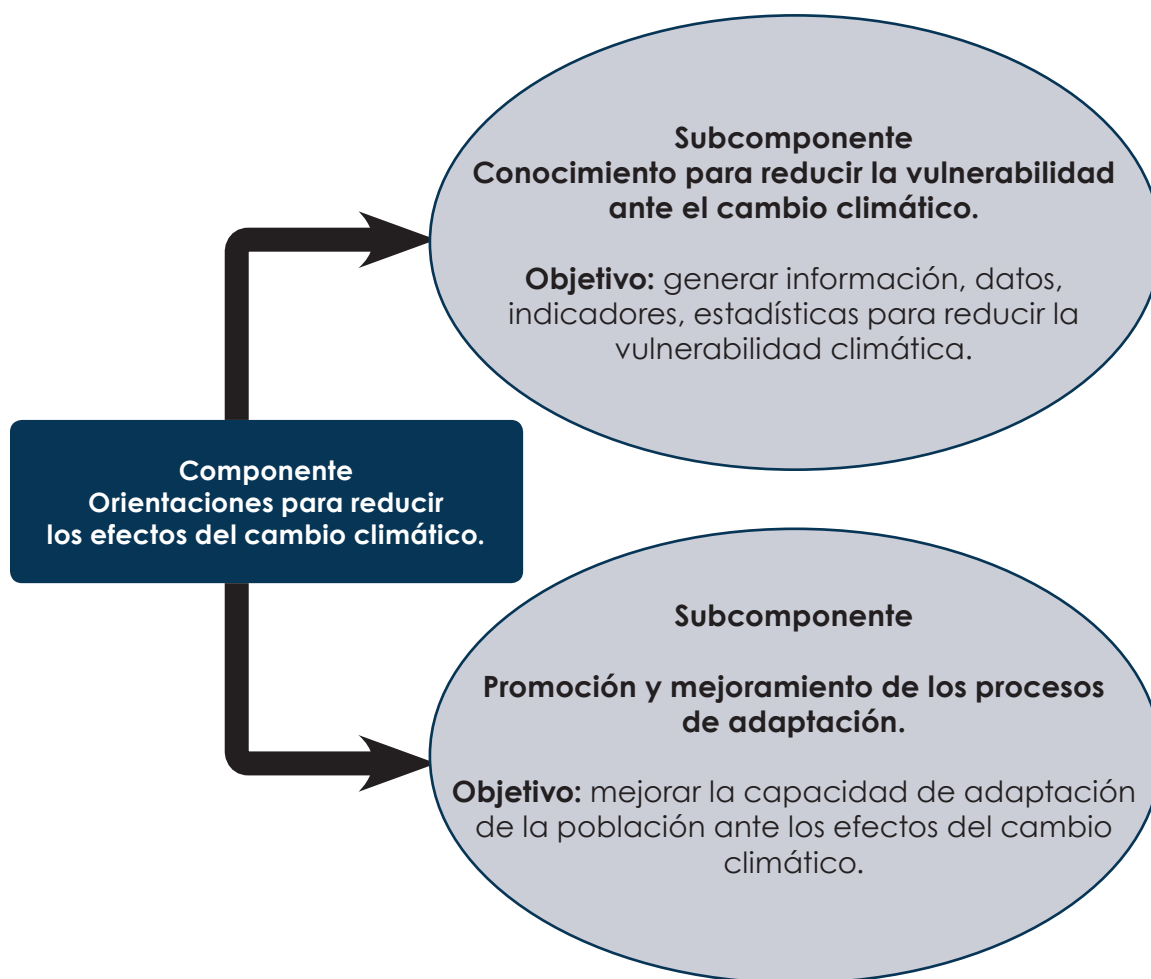 Subcomponente
Conocimiento para reducir la vulnerabilidad
ante el cambio climático.
Objetivo: generar información, datos,
indicadores, estadísticas para reducir la
vulnerabilidad climática.
Componente
Orientaciones para reducir
los efectos del cambio climático.
Subcomponente
Promoción y mejoramiento de los procesos
de adaptación.
Objetivo: mejorar la capacidad de adaptación
de la población ante los efectos del cambio
climático.